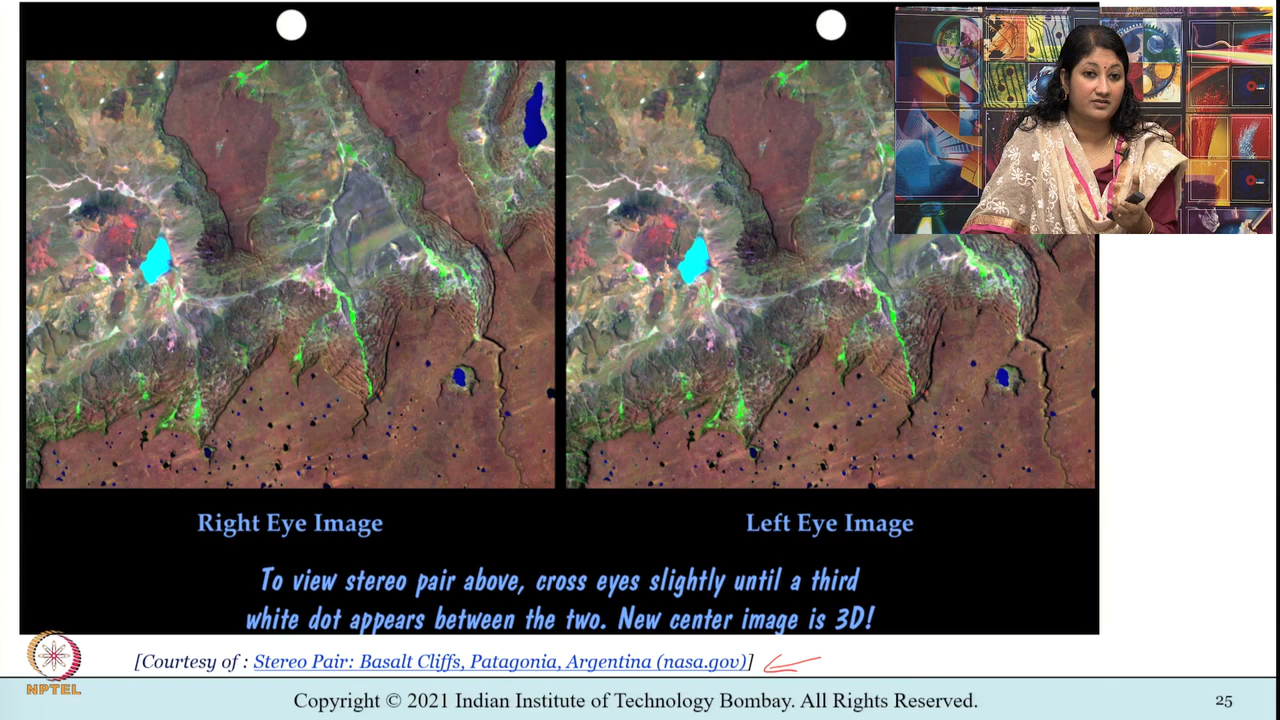 Right Eye Image
Left Eye Image
To view stereo pair above, cross eyes slightly until a third
white dot appears between the two. New center image is 3D!
[Courtesy of : Stereo Pair: Basalt Cliffs, Patagonia, Argentina (nasa.gov)]
NPTEL
Copyright © 2021 Indian Institute of Technology Bombay. All Rights Reserved.
25